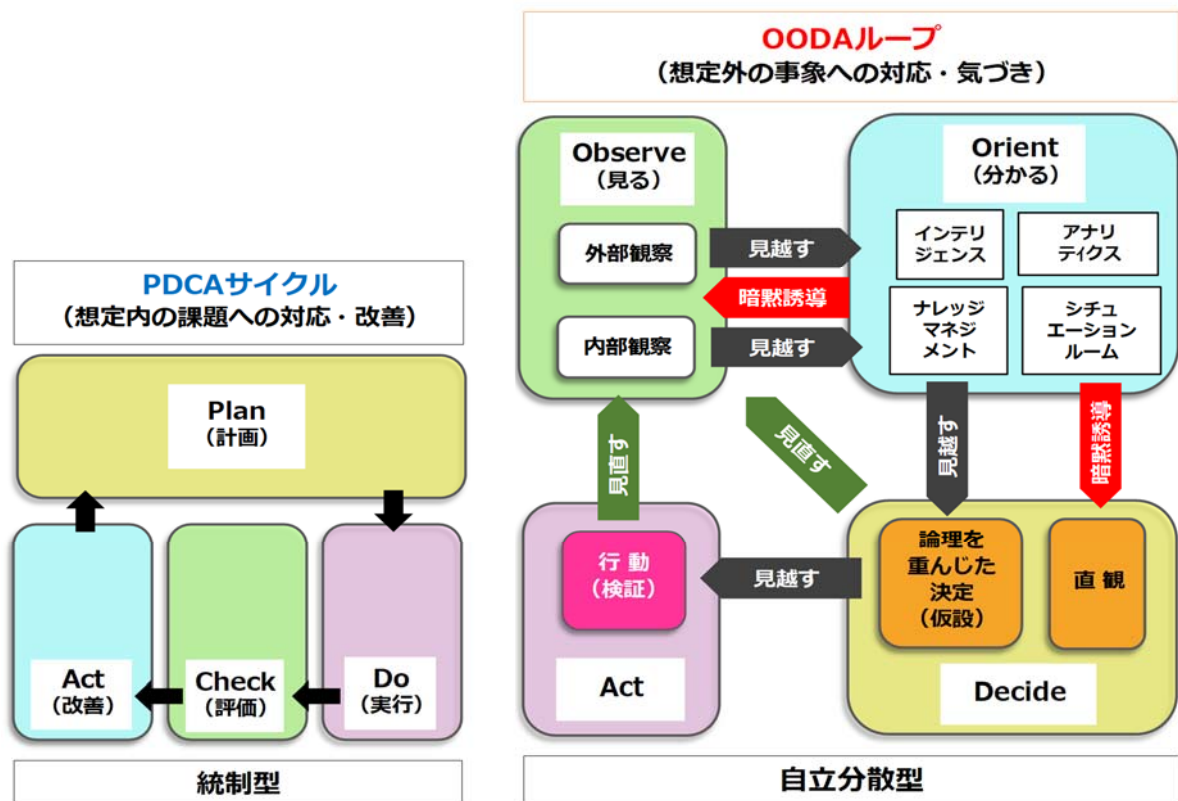 OODAループ
（想定外の事象への対応・気づき）
Observe
（見る）
外部観察
内部観察
見越す
暗黙誘導
見越す
Orient
（分かる）
インテリ
ジェンス
アナリ
ティクス
ナレッジ
マネジ
メント
シチュ
エーション
ルーム
見直す
見直す
見越す
暗黙誘導
行 動
（検証）
Act
見越す
論理を
重んじた
決定
（仮設）
直 観
Decide
自立分散型
PDCAサイクル
（想定内の課題への対応・改善）
Plan
（計画）
Act
（改善）
Check
（評価）
Do
（実行）
統制型